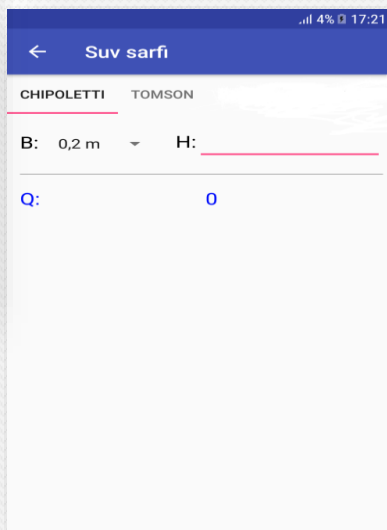 4% 17:21
Suv sarfi
CHIPOLETTI TOMSON
B: 0,2 m H:
Q: 0